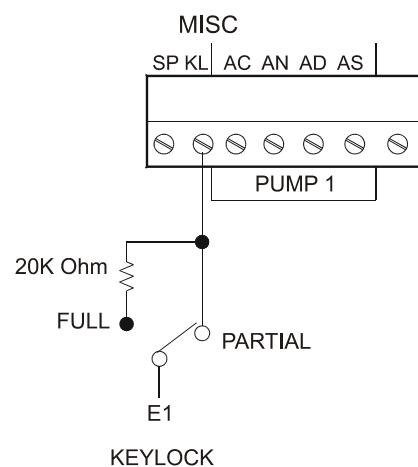 MISC
SP KL AC AN AD AS
PUMP 1
20K Ohm
FULL
PARTIAL
E1
KEYLOCK